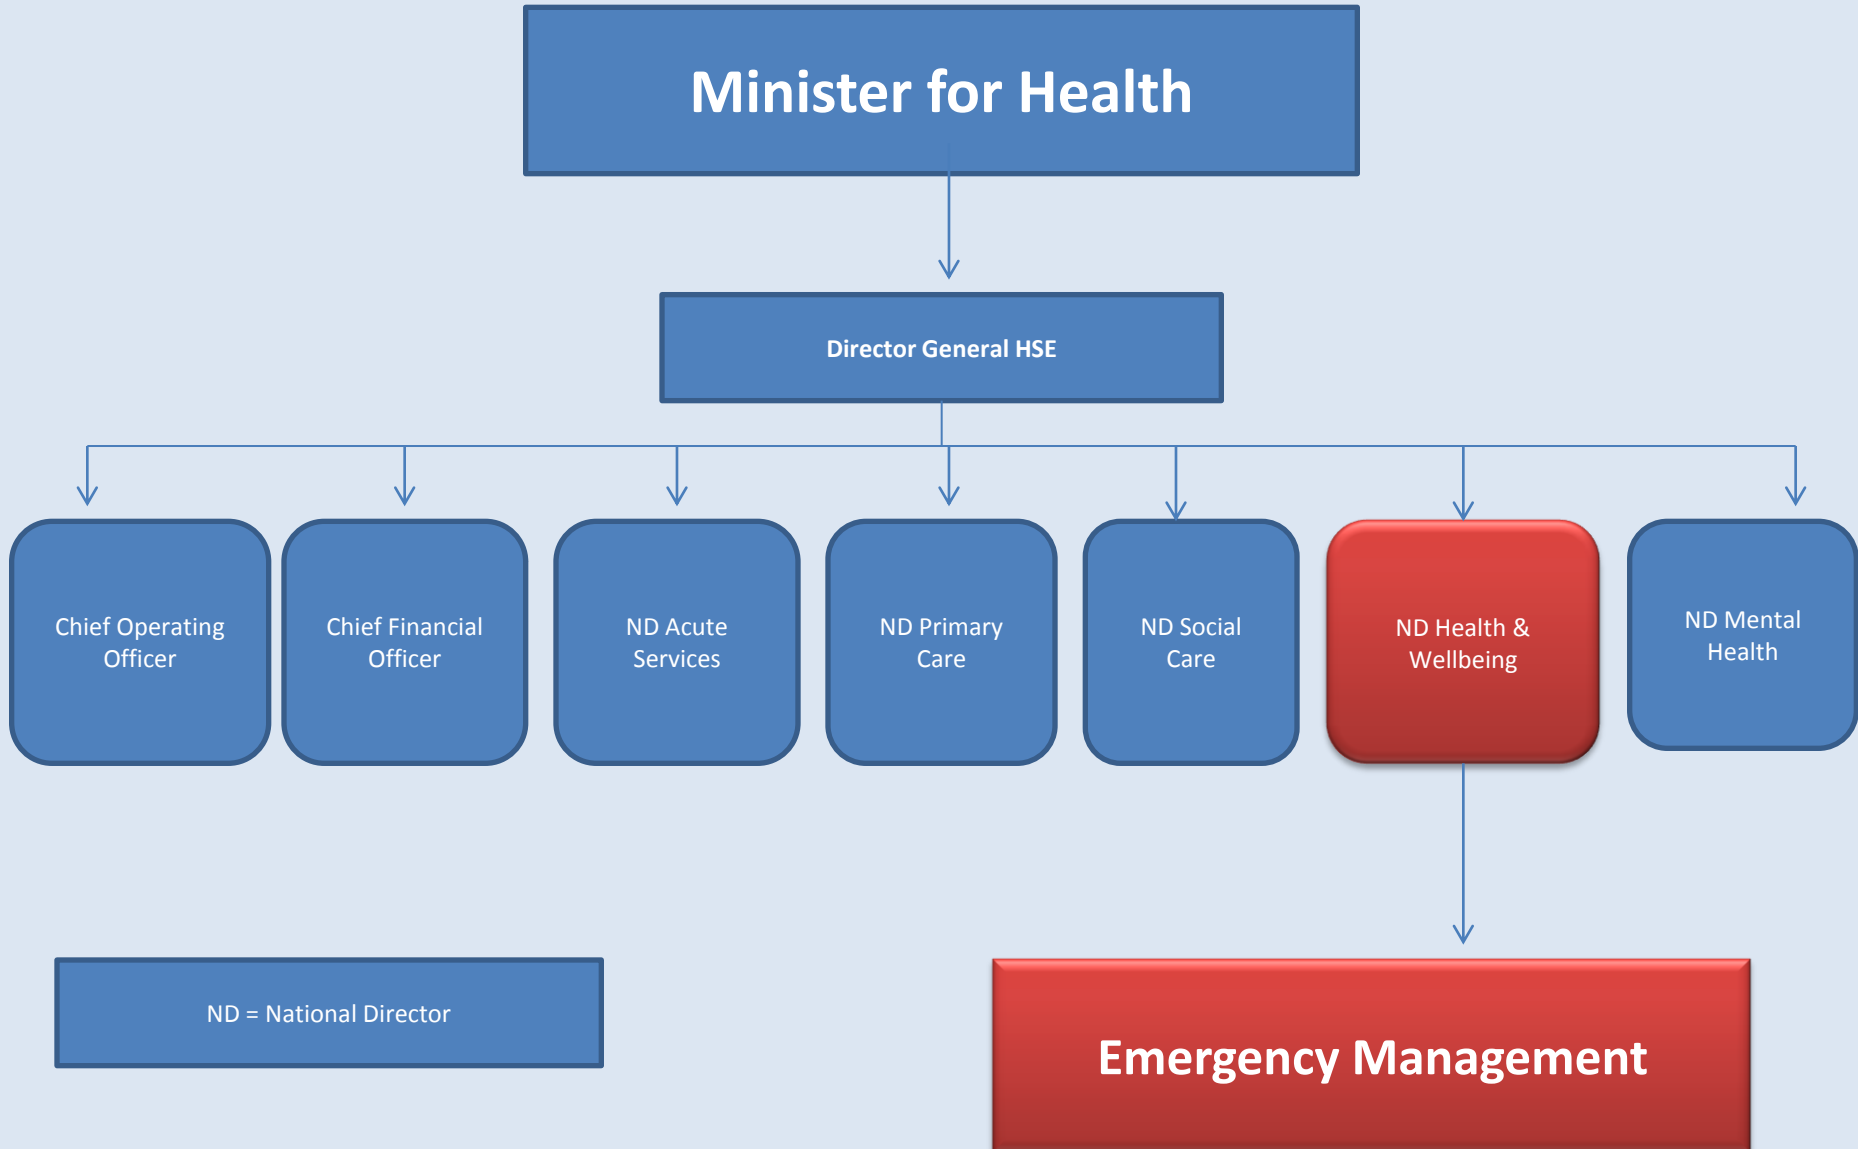 Minister for Health
Director General HSE
Chief Operating
Officer
Chief Financial
Officer
ND Acute
Services
ND Primary
Care
ND Social
Care
ND Health &
Wellbeing
ND Mental
Health
ND = National Director
Emergency Management